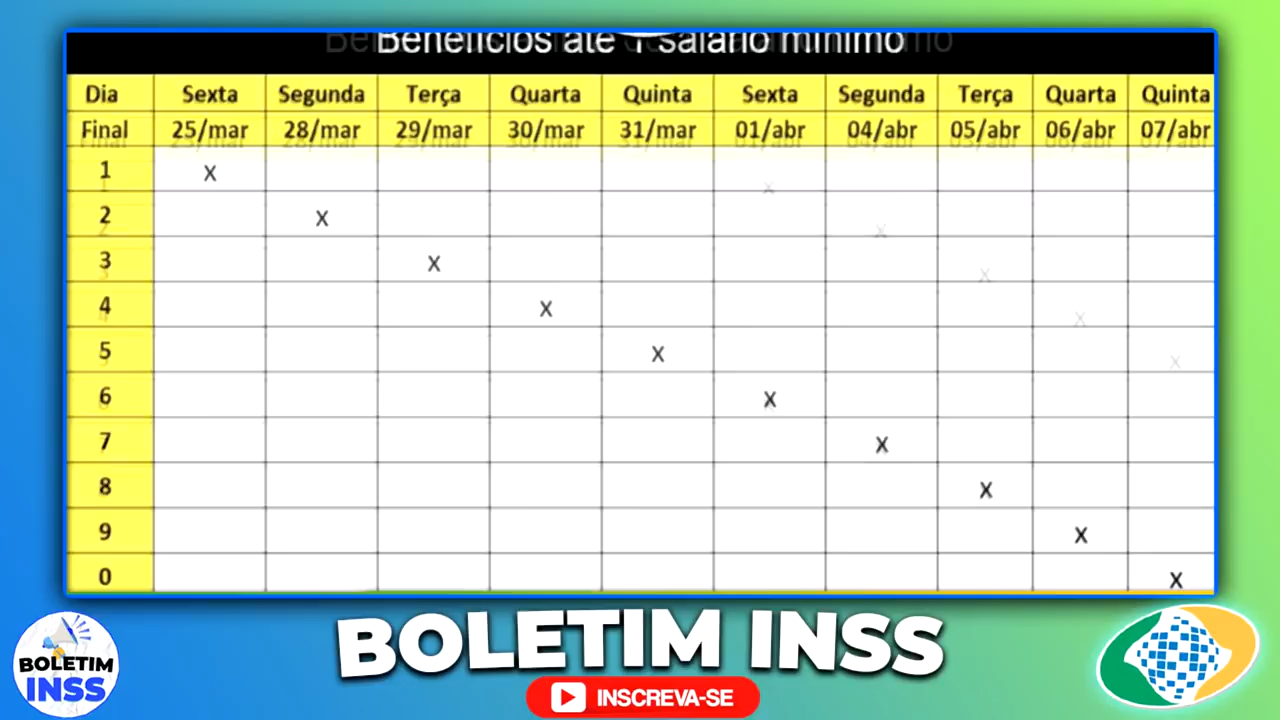 Benefícios até 1 salário mínimo
Dia Sexta Segunda Terça Quarta Quinta Sexta Segunda Terça Quarta Quinta
Final 25/mar 28/mar 29/mar 30/mar 31/mar 01/abr 04/abr 05/abr 06/abr 07/abr
1 X
2 X
3 X
4 X
5 X
6 X
7 X
8 X
9 X
0 X
BOLETIM INSS
INSCREVA-SE
BOLETIM
INSS